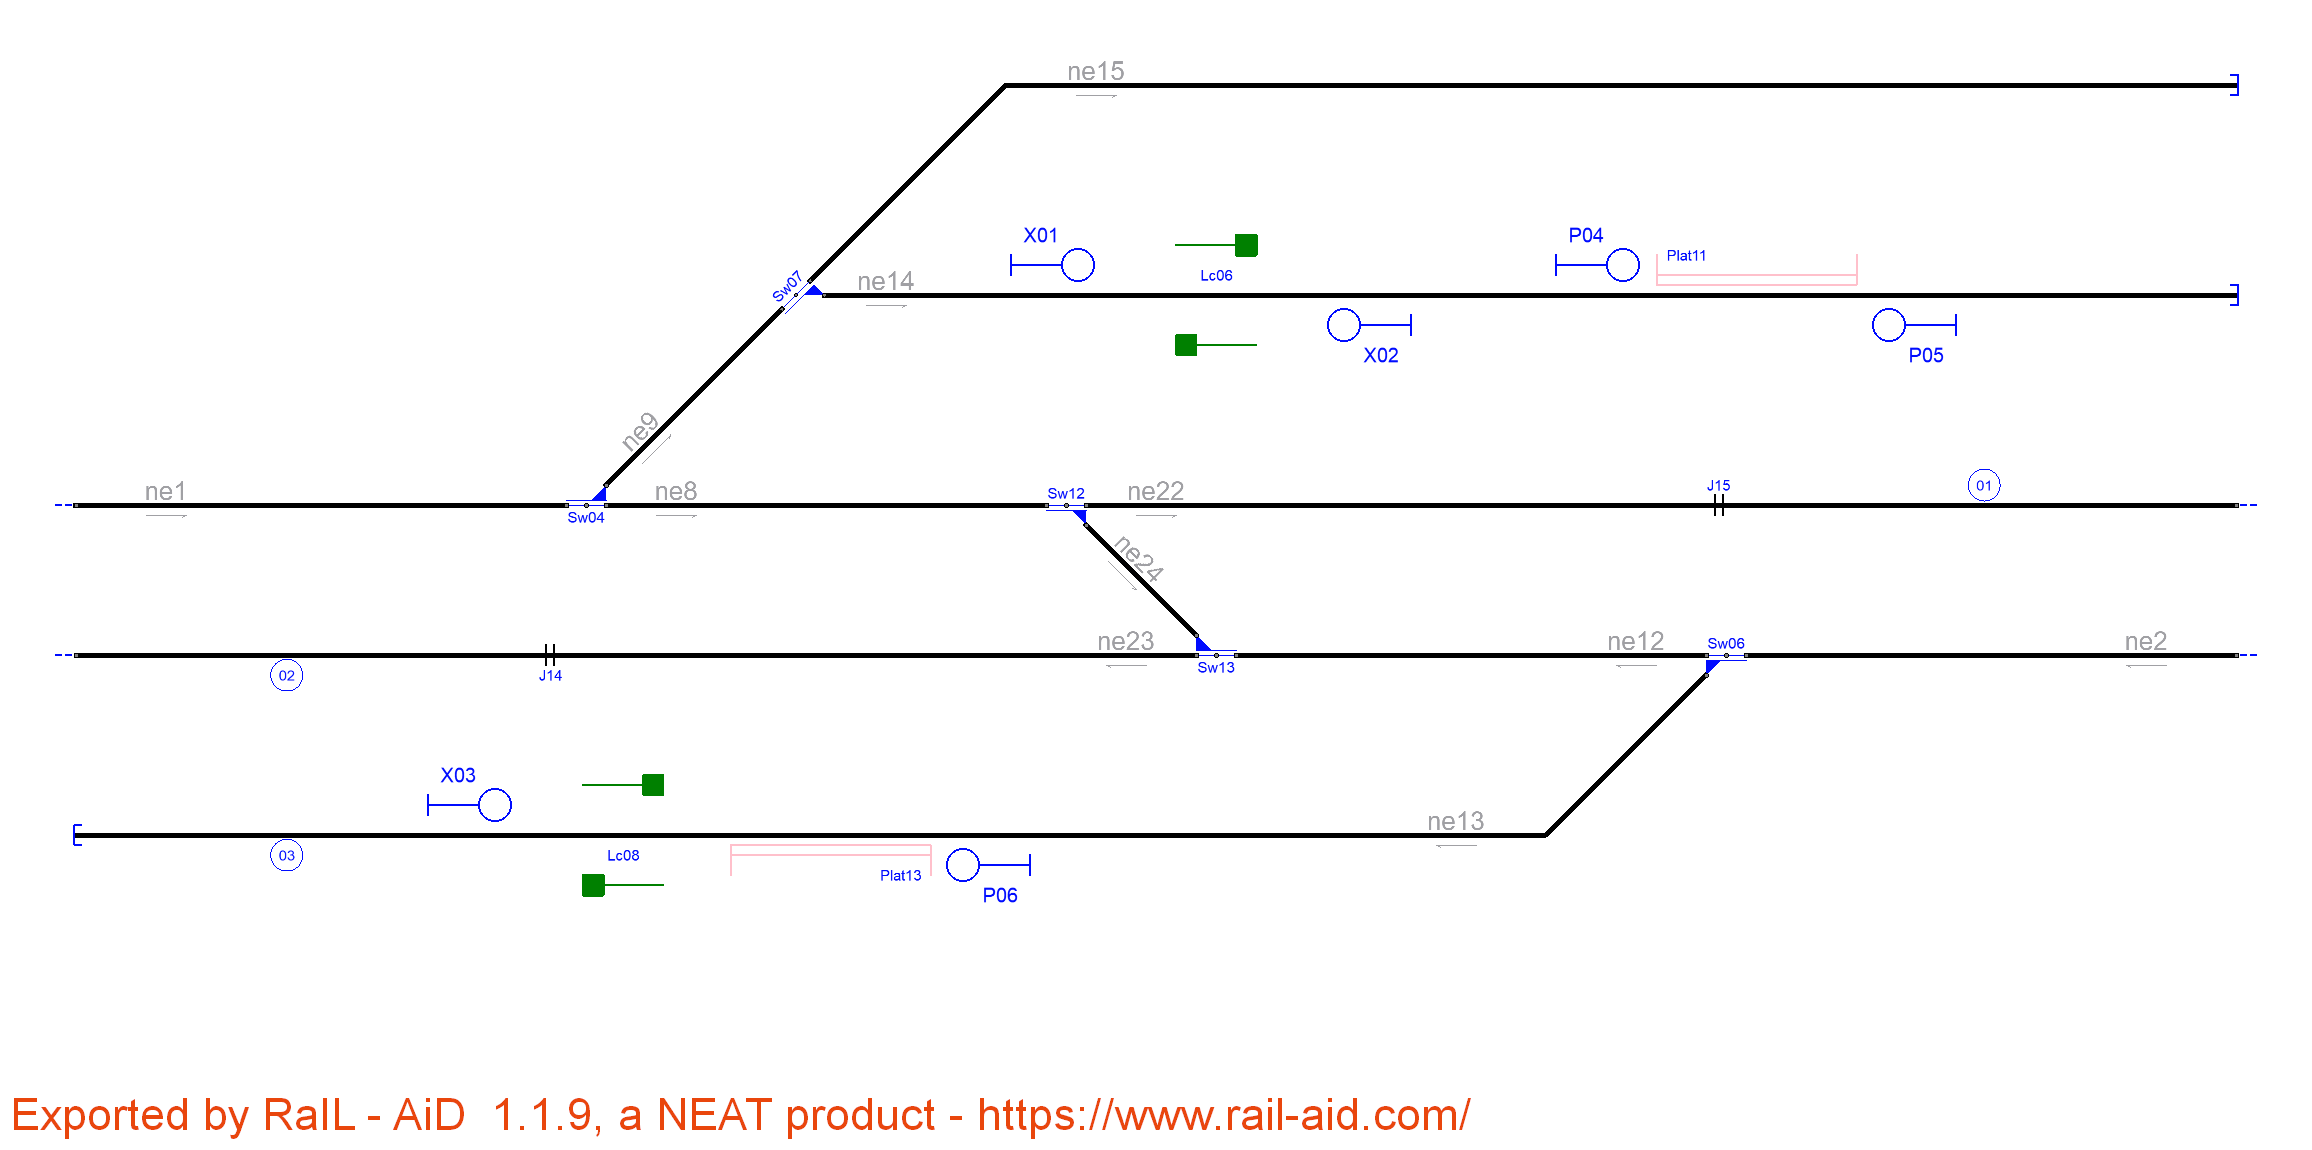 ne15
X01
P04
Plat11
Lc06
Sw07
ne14
X02
P05
ne9
ne1
ne8
Sw12
ne22
J15
01
Sw04
ne24
ne23
ne12
Sw06
ne2
02
J14
Sw13
X03
ne13
03
Lc08
Plat13
P06
Exported by RaIL - AiD  1.1.9, a NEAT product - https://www.rail-aid.com/